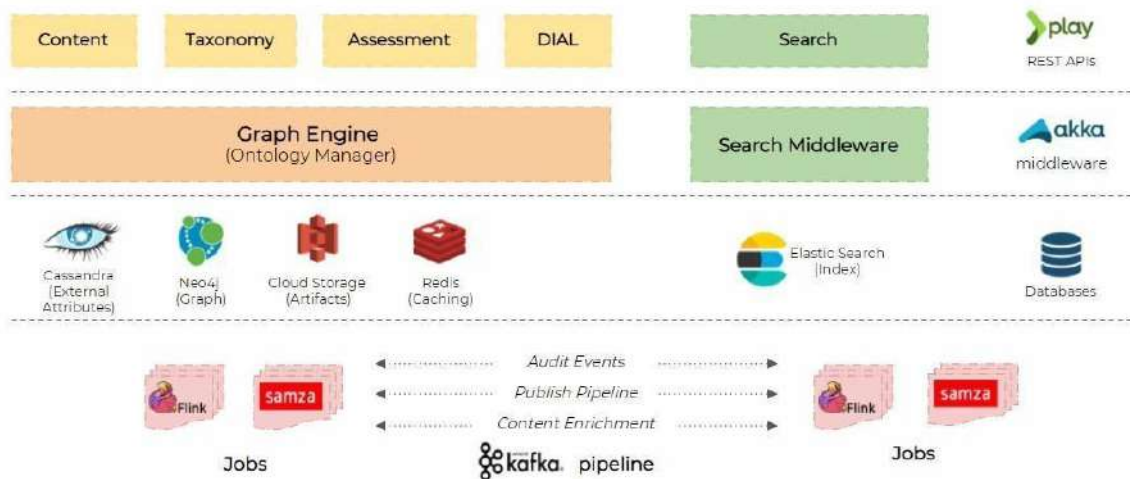 Content
Taxonomy
Assessment
DIAL
Search
play
REST APIs
Graph Engine
(Ontology Manager)
Search Middleware
akka
middleware
Cassandra
(External
Attributes)
Neo4j
(Graph)
Cloud Storage
(Artifacts)
Redis
(Caching)
Elastic Search
(Index)
Databases
Flink
samza
Jobs
Audit Events
Publish Pipeline
Content Enrichment
kafka. pipeline
Flink
samza
Jobs